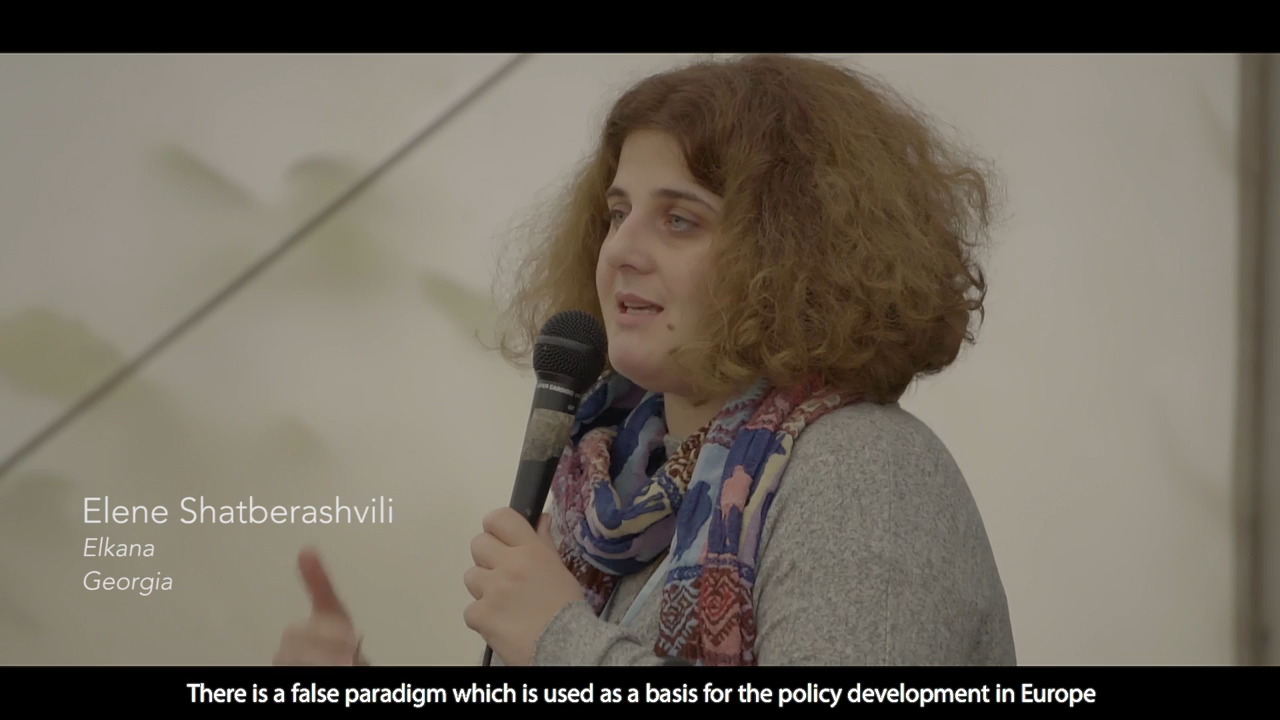 Elene Shatberashvili
Elkana
Georgia
There is a false paradigm which is used as a basis for the policy development in Europe